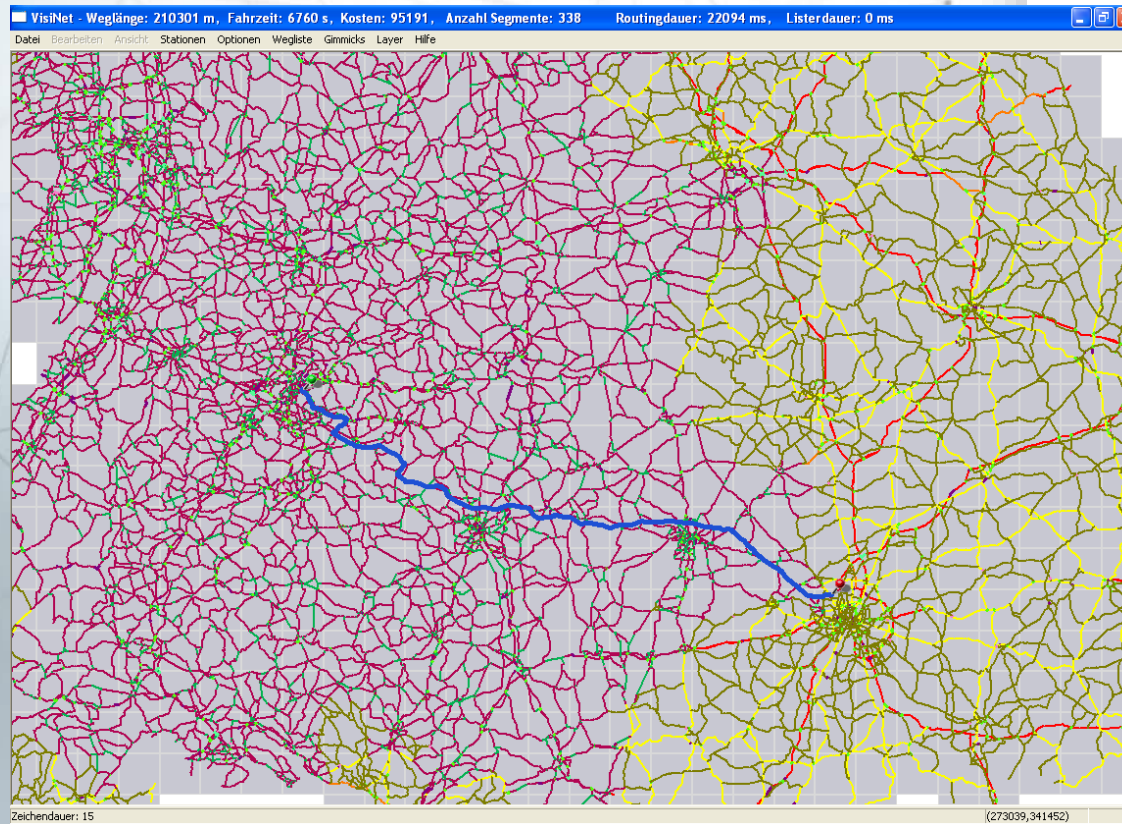 VisiNet - Weglänge: 210301 m, Fahrzeit: 6760 s, Kosten: 95191, Anzahl Segmente: 338 Routingdauer: 22094 ms, Listerdauer: 0 ms
Datei Bearbeiten Ansicht Stationen Optionen Wegliste Gimmicks Layer Hilfe
Zeichendauer: 15 (273039,341452)